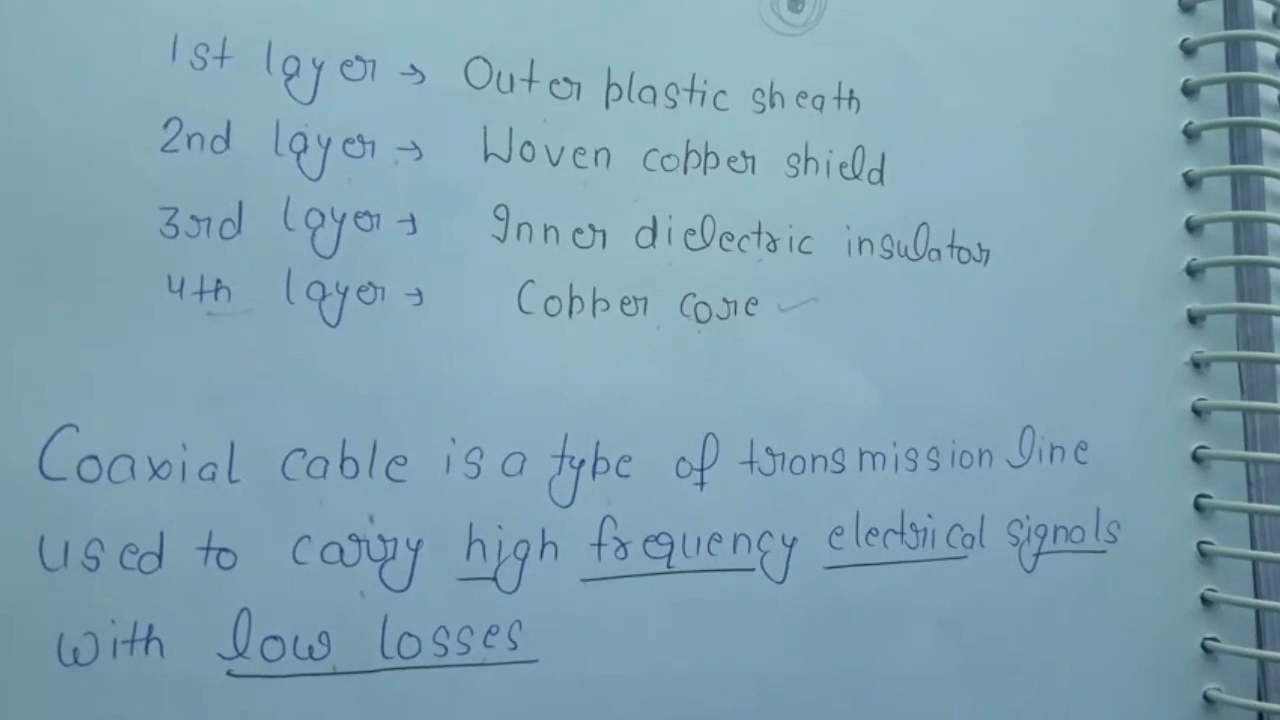 1st layer → Outer plastic sheath
2nd layer → Woven copper shield
3rd layer → Inner dielectric insulator
4th layer → Copper core
Coaxial cable is a type of transmission line
used to carry high frequency electrical signals
with low losses